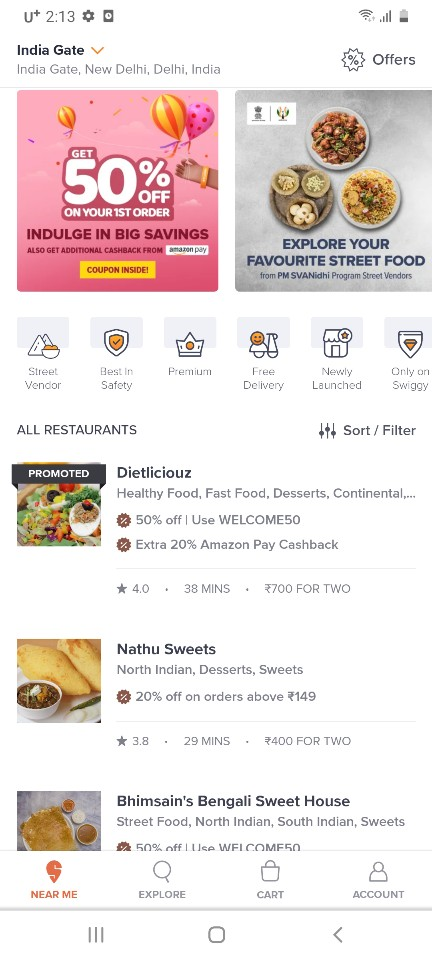 U+ 2:13
India Gate
India Gate, New Delhi, Delhi, India
Offers
GET
50% OFF
ON YOUR 1ST ORDER
INDULGE IN BIG SAVINGS
ALSO GET ADDITIONAL CASHBACK FROM amazon pay
COUPON INSIDE!
EXPLORE YOUR
FAVOURITE STREET FOOD
from PM SVANidhi Program Street Vendors
Street Vendor
Best In Safety
Premium
Free Delivery
Newly Launched
Only on Swiggy
ALL RESTAURANTS
Sort / Filter
PROMOTED
Dietliciouz
Healthy Food, Fast Food, Desserts, Continental,...
50% off | Use WELCOME50
Extra 20% Amazon Pay Cashback
★ 4.0 • 38 MINS • ₹700 FOR TWO
Nathu Sweets
North Indian, Desserts, Sweets
20% off on orders above ₹149
★ 3.8 • 29 MINS • ₹400 FOR TWO
Bhimsain's Bengali Sweet House
Street Food, North Indian, South Indian, Sweets
50% off | Use WELCOME50
NEAR ME
EXPLORE
CART
ACCOUNT